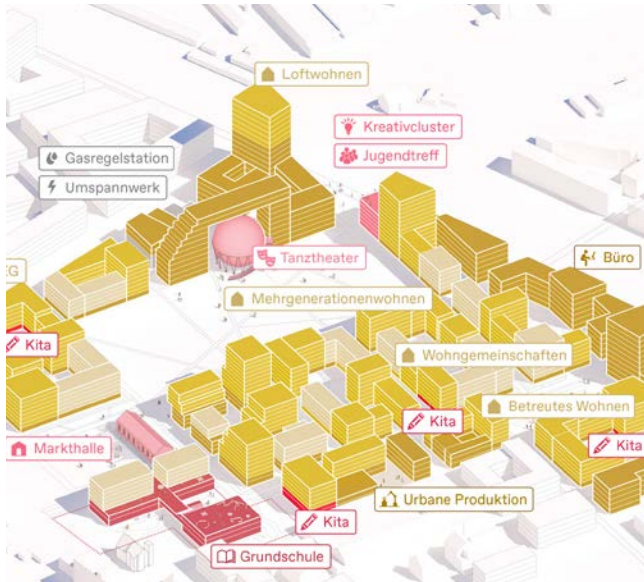 Loftwohnen
Kreativcluster
Jugendtreff
Gasregelstation
Umspannwerk
Tanztheater
Büro
EG
Mehrgenerationenwohnen
Kita
Wohngemeinschaften
Betreutes Wohnen
Kita
Kita
Markthalle
Urbane Produktion
Kita
Grundschule